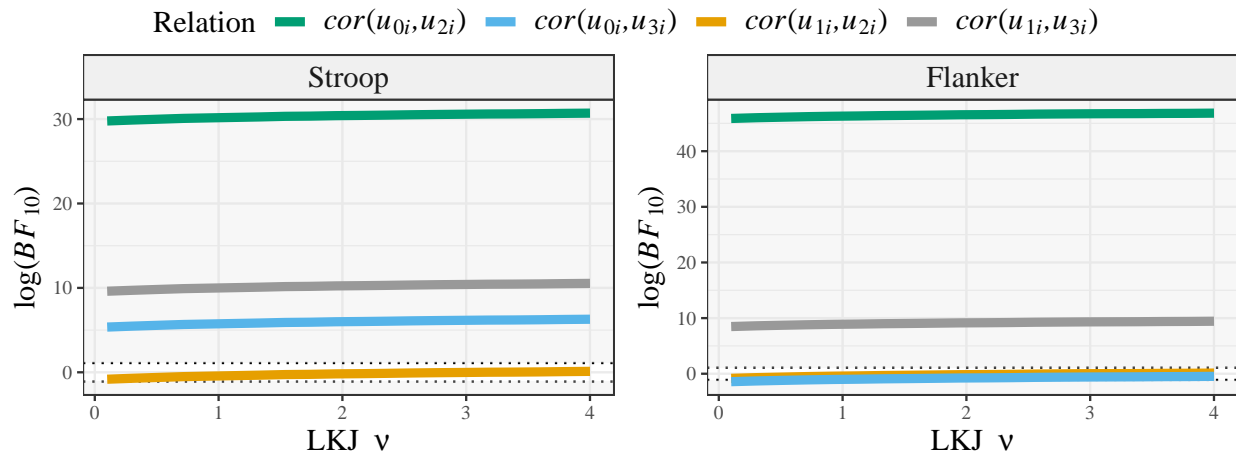 Relation cor(u0i,u2i) cor(u0i,u3i) cor(u1i,u2i) cor(u1i,u3i)
Stroop
Flanker
log(BF10)
30
20
10
0
0 1 2 3 4
LKJ ν
log(BF10)
40
30
20
10
0
0 1 2 3 4
LKJ ν